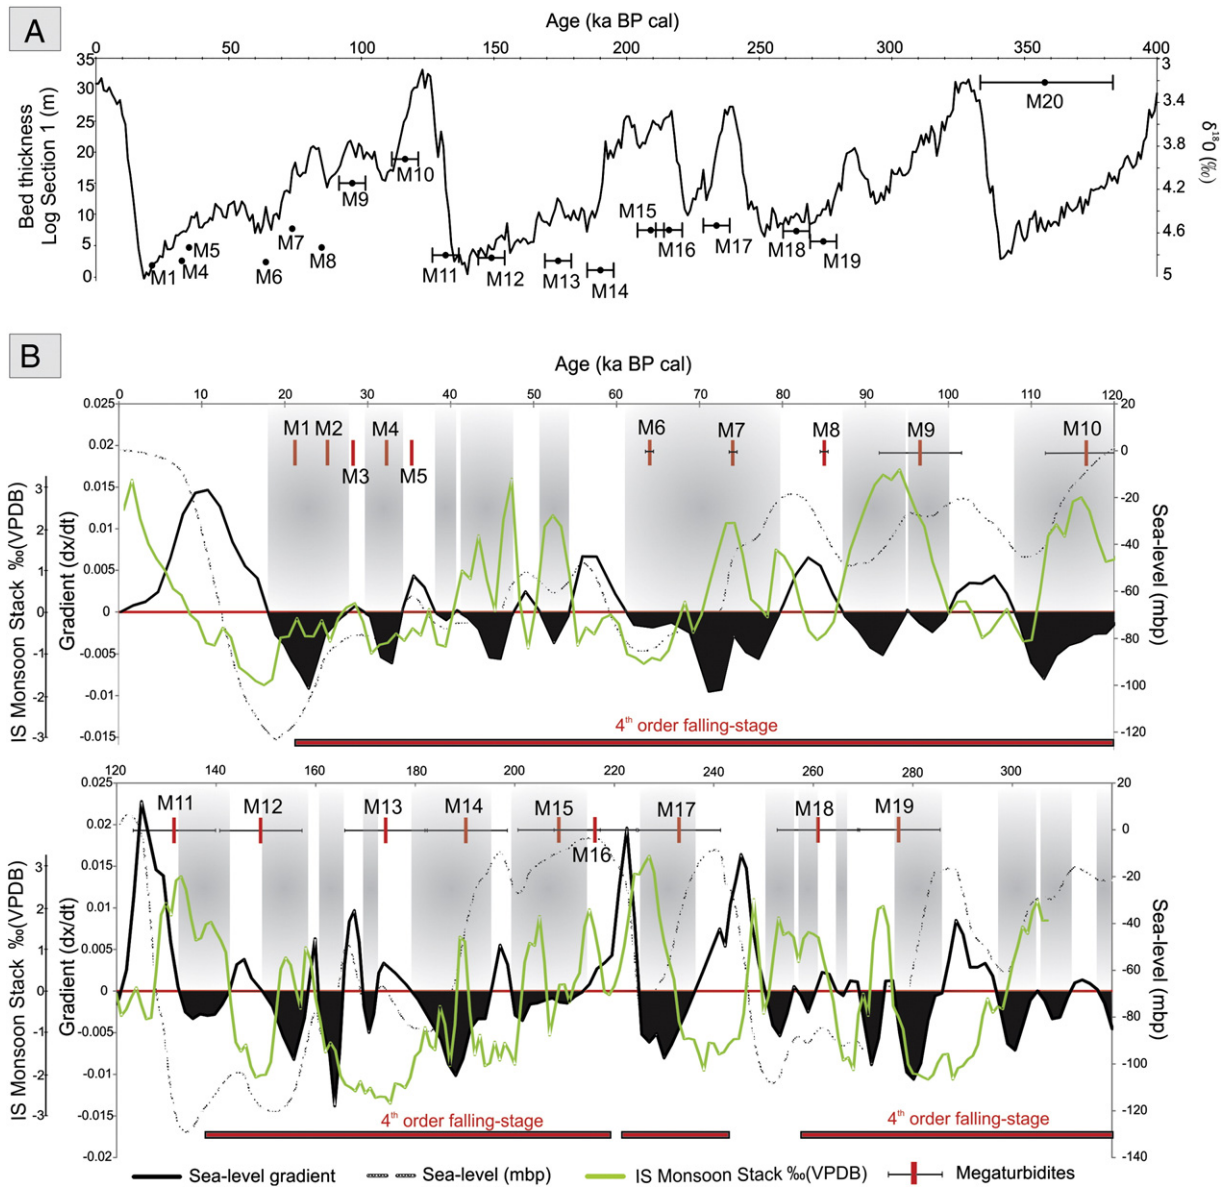 A
Age (ka BP cal)
0 50 100 150 200 250 300 350 400
Bed thickness
Log Section 1 (m)
35
30
25
20
15
10
5
0
3
3.4
3.8
4.2
4.6
5
δ¹⁸0 (‰)
M20
M10
M9
M15
M7
M5
M16
M17
M18
M1
M4
M6
M8
M11
M12
M13
M19
M14
B
Age (ka BP cal)
0 10 20 30 40 50 60 70 80 90 100 110 120
IS Monsoon Stack ‰(VPDB)
3
2
1
0
-1
-2
-3
Gradient (dx/dt)
0.025
0.02
0.015
0.01
0.005
0
-0.005
-0.01
-0.015
20
0
-20
-40
-60
-80
-100
-120
Sea-level (mbp)
M1 M2 M4 M6 M7 M8 M9 M10
M3 M5
4th order falling-stage
120 140 160 180 200 220 240 260 280 300
IS Monsoon Stack ‰(VPDB)
3
2
1
0
-1
-2
-3
Gradient (dx/dt)
0.025
0.02
0.015
0.01
0.005
0
-0.005
-0.01
-0.015
-0.02
20
0
-20
-40
-60
-80
-100
-120
-140
Sea-level (mbp)
M11 M12 M13 M14 M15 M17 M18 M19
M16
4th order falling-stage
4th order falling-stage
Sea-level gradient
Sea-level (mbp)
IS Monsoon Stack ‰(VPDB)
Megaturbidites